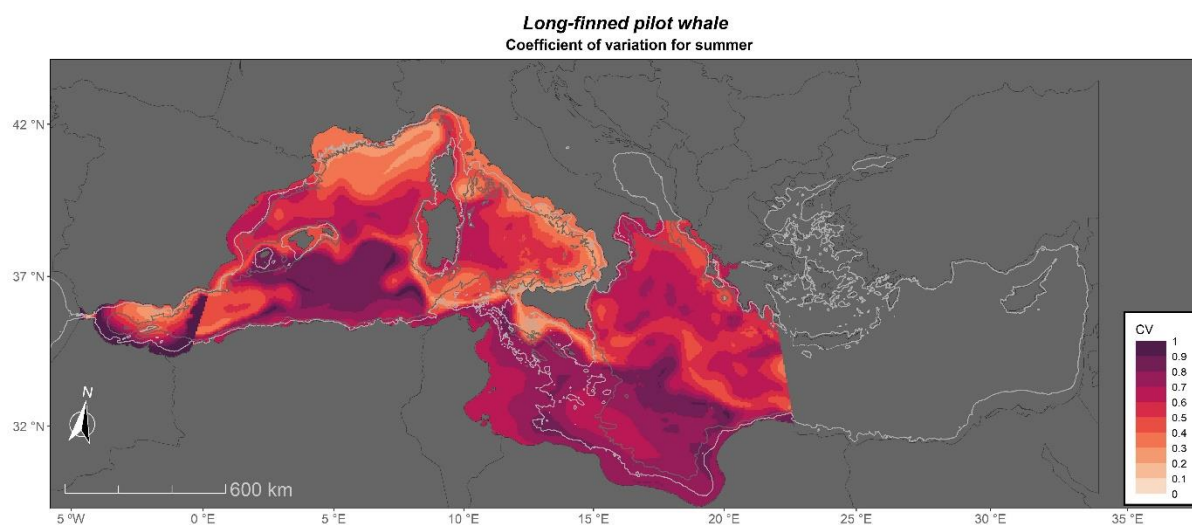 Long-finned pilot whale
Coefficient of variation for summer
42 °N
37 °N
32 °N
N
600 km
5 °W
0 °E
5 °E
10 °E
15 °E
20 °E
25 °E
30 °E
35 °E
CV
1
0.9
0.8
0.7
0.6
0.5
0.4
0.3
0.2
0.1
0